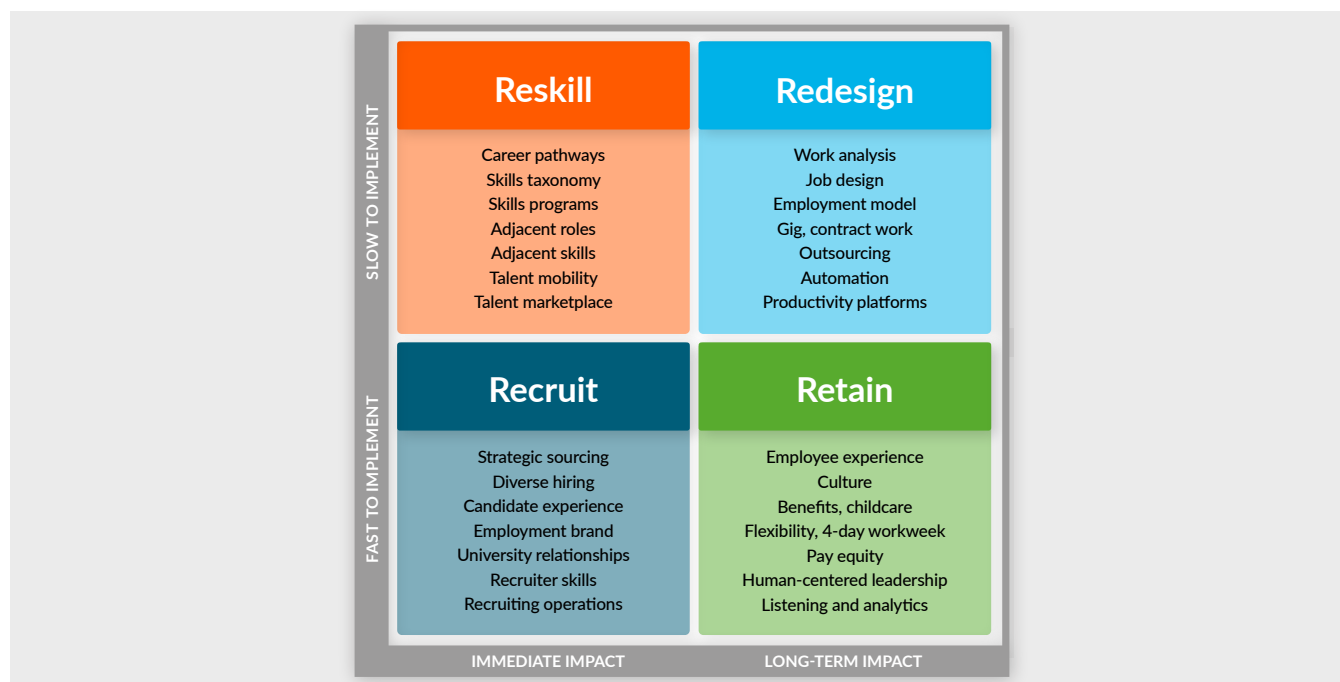 SLOW TO IMPLEMENT
Reskill
Career pathways
Skills taxonomy
Skills programs
Adjacent roles
Adjacent skills
Talent mobility
Talent marketplace
Redesign
Work analysis
Job design
Employment model
Gig, contract work
Outsourcing
Automation
Productivity platforms
FAST TO IMPLEMENT
Recruit
Strategic sourcing
Diverse hiring
Candidate experience
Employment brand
University relationships
Recruiter skills
Recruiting operations
Retain
Employee experience
Culture
Benefits, childcare
Flexibility, 4-day workweek
Pay equity
Human-centered leadership
Listening and analytics
IMMEDIATE IMPACT
LONG-TERM IMPACT